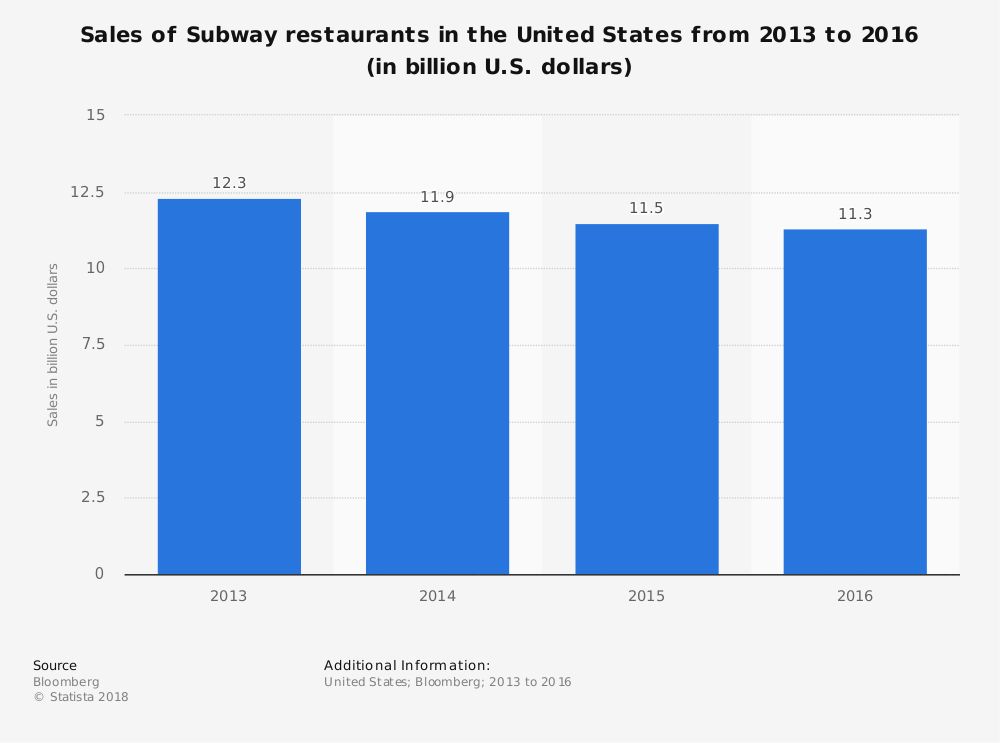 Sales of Subway restaurants in the United States from 2013 to 2016
(in billion U.S. dollars)
Sales in billion U.S. dollars
15
12.5
10
7.5
5
2.5
0
12.3
11.9
11.5
11.3
2013
2014
2015
2016
Source
Bloomberg
© Statista 2018
Additional Information:
United States; Bloomberg; 2013 to 2016